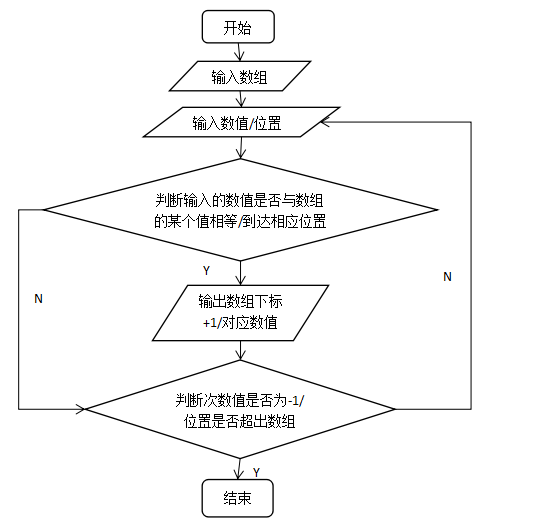 开始
输入数组
输入数值/位置
判断输入的数值是否与数组
的某个值相等/到达相应位置
Y
N
N
输出数组下标
+1/对应数值
判断次数值是否为-1/
位置是否超出数组
Y
结束